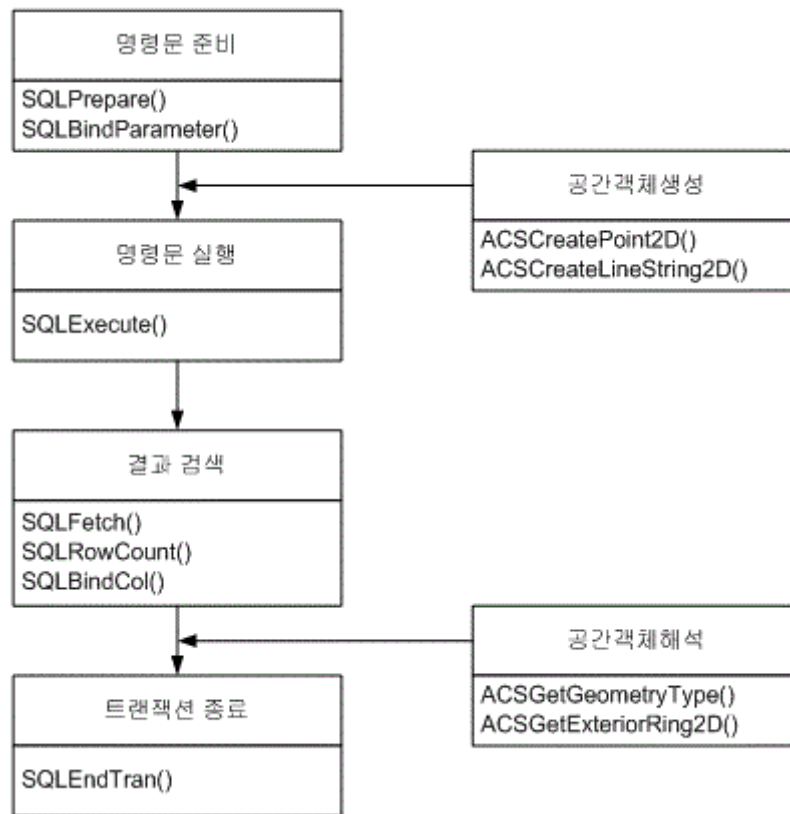 명령문 준비
SQLPrepare()
SQLBindParameter()
공간객체생성
ACSCreatePoint2D()
ACSCreateLineString2D()
명령문 실행
SQLExecute()
결과 검색
SQLFetch()
SQLRowCount()
SQLBindCol()
공간객체해석
ACSGetGeometryType()
ACSGetExteriorRing2D()
트랜잭션 종료
SQLEndTran()